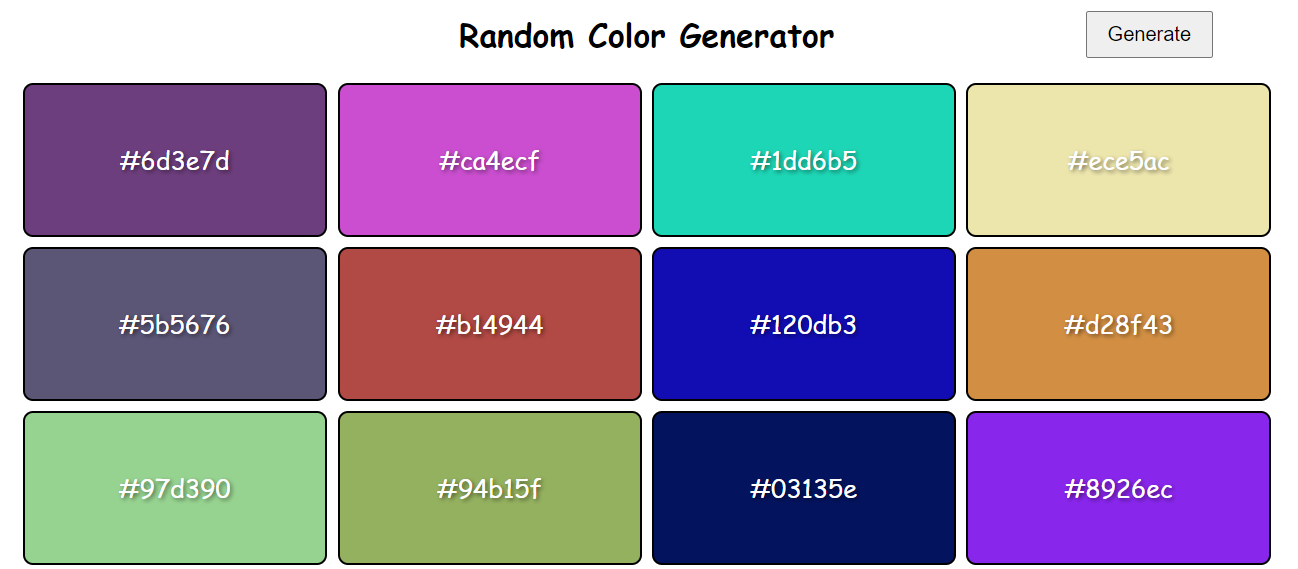 Random Color Generator
Generate
#6d3e7d
#ca4ecf
#1dd6b5
#ece5ac
#5b5676
#b14944
#120db3
#d28f43
#97d390
#94b15f
#03135e
#8926ec